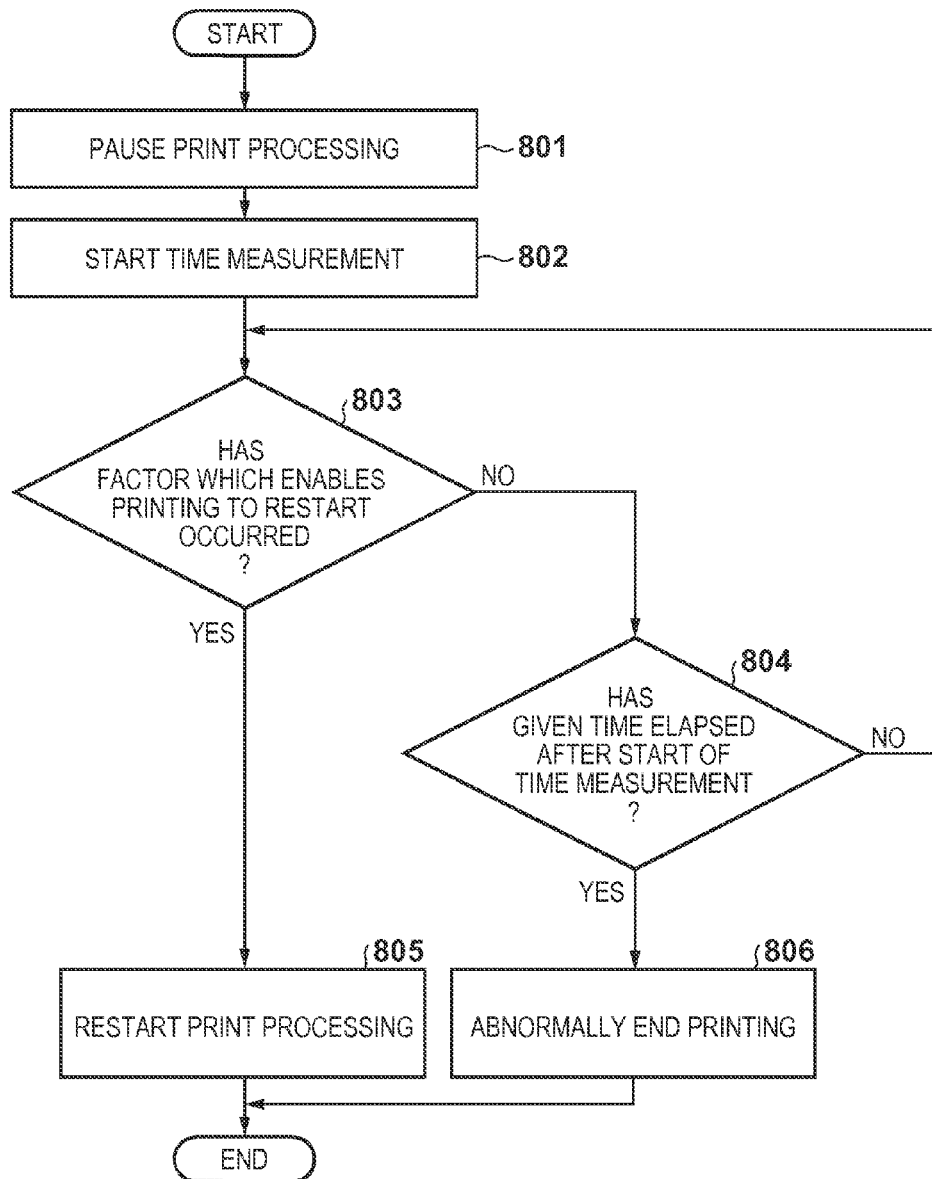 START
PAUSE PRINT PROCESSING
801
START TIME MEASUREMENT
802
803
HAS
FACTOR WHICH ENABLES
PRINTING TO RESTART
OCCURRED
?
NO
YES
804
HAS
GIVEN TIME ELAPSED
AFTER START OF
TIME MEASUREMENT
?
NO
YES
805
RESTART PRINT PROCESSING
806
ABNORMALLY END PRINTING
END